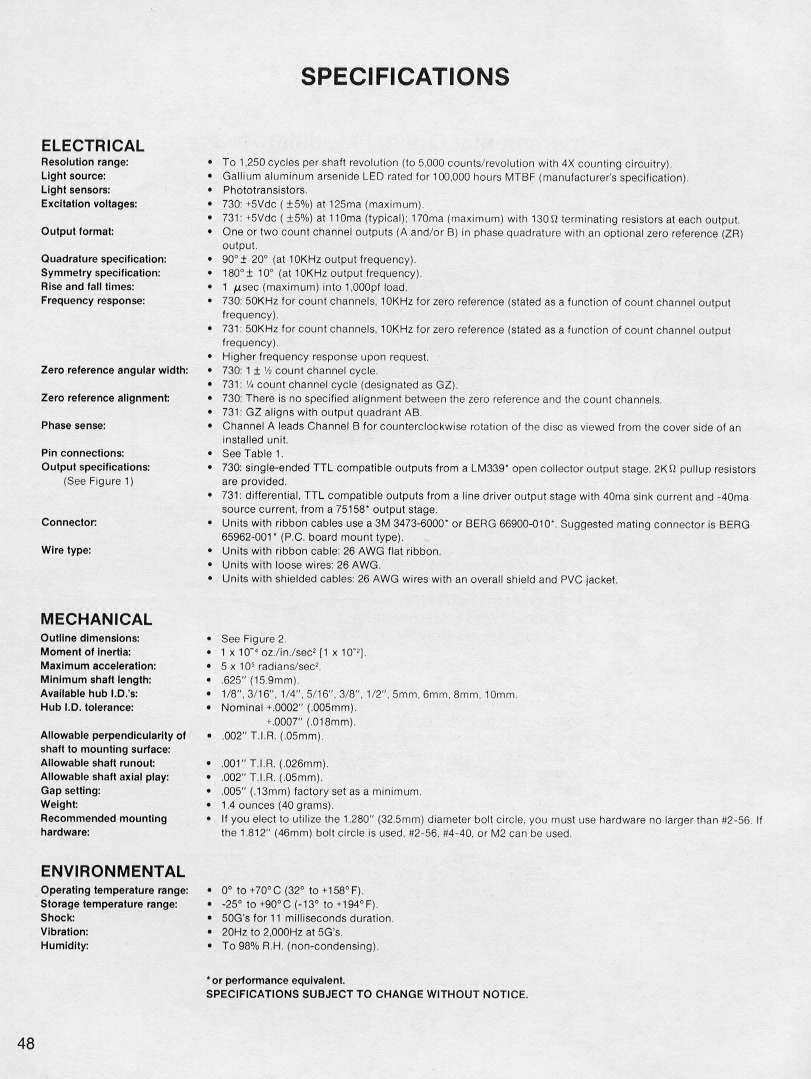 SPECIFICATIONS
ELECTRICAL
Resolution range: • To 1,250 cycles per shaft revolution (to 5,000 counts/revolution with 4X counting circuitry).
Light source: • Gallium aluminum arsenide LED rated for 100,000 hours MTBF (manufacturer's specification).
Light sensors: • Phototransistors.
Excitation voltages: • 730: +5Vdc ( ±5%) at 125ma (maximum).
• 731: +5Vdc ( ±5%) at 110ma (typical); 170ma (maximum) with 130Ω terminating resistors at each output.
Output format: • One or two count channel outputs (A and/or B) in phase quadrature with an optional zero reference (ZR)
output.
Quadrature specification: • 90°± 20° (at 10KHz output frequency).
Symmetry specification: • 180°± 10° (at 10KHz output frequency).
Rise and fall times: • 1 μsec (maximum) into 1,000pf load.
Frequency response: • 730: 50KHz for count channels, 10KHz for zero reference (stated as a function of count channel output
frequency).
• 731: 50KHz for count channels, 10KHz for zero reference (stated as a function of count channel output
frequency).
• Higher frequency response upon request.
Zero reference angular width: • 730: 1 ± ½ count channel cycle.
• 731: ¼ count channel cycle (designated as GZ).
Zero reference alignment: • 730: There is no specified alignment between the zero reference and the count channels.
• 731: GZ aligns with output quadrant AB.
Phase sense: • Channel A leads Channel B for counterclockwise rotation of the disc as viewed from the cover side of an
installed unit.
Pin connections: • See Table 1.
Output specifications: • 730: single-ended TTL compatible outputs from a LM339* open collector output stage. 2KΩ pullup resistors
(See Figure 1) are provided.
• 731: differential, TTL compatible outputs from a line driver output stage with 40ma sink current and -40ma
source current, from a 75158* output stage.
Connector: • Units with ribbon cables use a 3M 3473-6000* or BERG 66900-010*. Suggested mating connector is BERG
65962-001* (P.C. board mount type).
Wire type: • Units with ribbon cable: 26 AWG flat ribbon.
• Units with loose wires: 26 AWG.
• Units with shielded cables: 26 AWG wires with an overall shield and PVC jacket.
MECHANICAL
Outline dimensions: • See Figure 2.
Moment of inertia: • 1 x 10⁻⁴ oz./in./sec² [1 x 10⁻²].
Maximum acceleration: • 5 x 10⁵ radians/sec².
Minimum shaft length: • .625" (15.9mm).
Available hub I.D.'s: • 1/8", 3/16", 1/4", 5/16", 3/8", 1/2", 5mm, 6mm, 8mm, 10mm.
Hub I.D. tolerance: • Nominal +.0002" (.005mm).
+.0007" (.018mm).
Allowable perpendicularity of • .002" T.I.R. (.05mm).
shaft to mounting surface:
Allowable shaft runout: • .001" T.I.R. (.026mm).
Allowable shaft axial play: • .002" T.I.R. (.05mm).
Gap setting: • .005" (.13mm) factory set as a minimum.
Weight: • 1.4 ounces (40 grams).
Recommended mounting • If you elect to utilize the 1.280" (32.5mm) diameter bolt circle, you must use hardware no larger than #2-56. If
hardware: the 1.812" (46mm) bolt circle is used, #2-56, #4-40, or M2 can be used.
ENVIRONMENTAL
Operating temperature range: • 0° to +70°C (32° to +158°F).
Storage temperature range: • -25° to +90°C (-13° to +194°F).
Shock: • 50G's for 11 milliseconds duration.
Vibration: • 20Hz to 2,000Hz at 5G's.
Humidity: • To 98% R.H. (non-condensing).
*or performance equivalent.
SPECIFICATIONS SUBJECT TO CHANGE WITHOUT NOTICE.
48